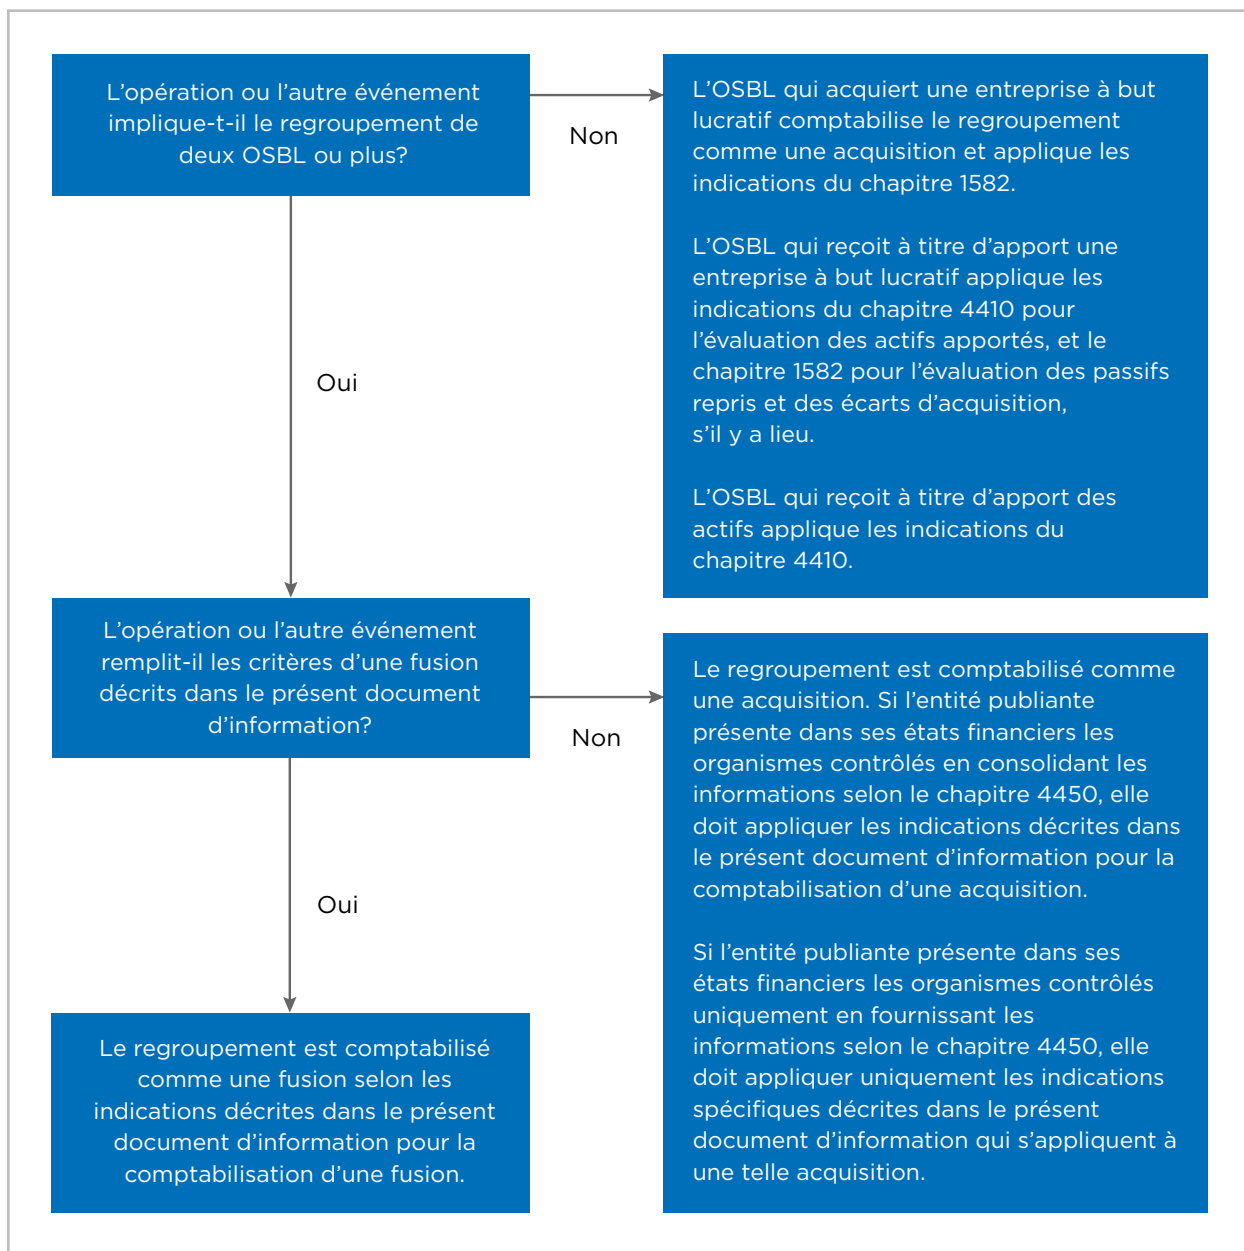 L'opération ou l'autre événement
implique-t-il le regroupement de
deux OSBL ou plus?
Non
L'OSBL qui acquiert une entreprise à but
lucratif comptabilise le regroupement
comme une acquisition et applique les
indications du chapitre 1582.
L'OSBL qui reçoit à titre d'apport une
entreprise à but lucratif applique les
indications du chapitre 4410 pour
l'évaluation des actifs apportés, et le
chapitre 1582 pour l'évaluation des passifs
repris et des écarts d'acquisition,
s'il y a lieu.
L'OSBL qui reçoit à titre d'apport des
actifs applique les indications du
chapitre 4410.
Oui
L'opération ou l'autre événement
remplit-il les critères d'une fusion
décrits dans le présent document
d'information?
Non
Le regroupement est comptabilisé comme
une acquisition. Si l'entité publiante
présente dans ses états financiers les
organismes contrôlés en consolidant les
informations selon le chapitre 4450, elle
doit appliquer les indications décrites dans
le présent document d'information pour la
comptabilisation d'une acquisition.
Si l'entité publiante présente dans ses
états financiers les organismes contrôlés
uniquement en fournissant les
informations selon le chapitre 4450, elle
doit appliquer uniquement les indications
spécifiques décrites dans le présent
document d'information qui s'appliquent à
une telle acquisition.
Oui
Le regroupement est comptabilisé
comme une fusion selon les
indications décrites dans le présent
document d'information pour la
comptabilisation d'une fusion.